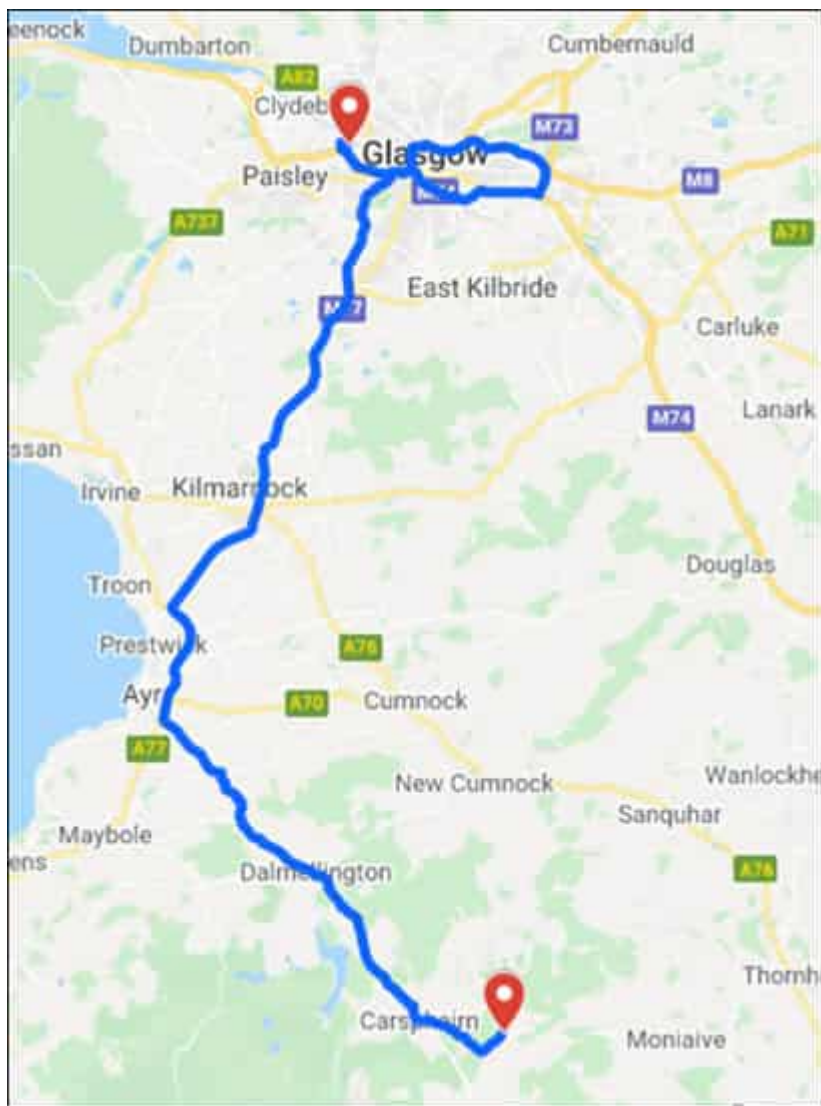 eenock
Dumbarton
Cumbernauld
A82
Clydeb
M73
Glasgow
Paisley
M8
A737
A71
East Kilbride
Carluke
Lanark
M74
ssan
Irvine
Kilmarnock
Troon
Douglas
Prestwick
A76
Ayr
A70
Cumnock
A77
New Cumnock
Wanlockhe
Sanquhar
Maybole
ens
Dalmellington
A76
Thornh
Carsphairn
Moniaive